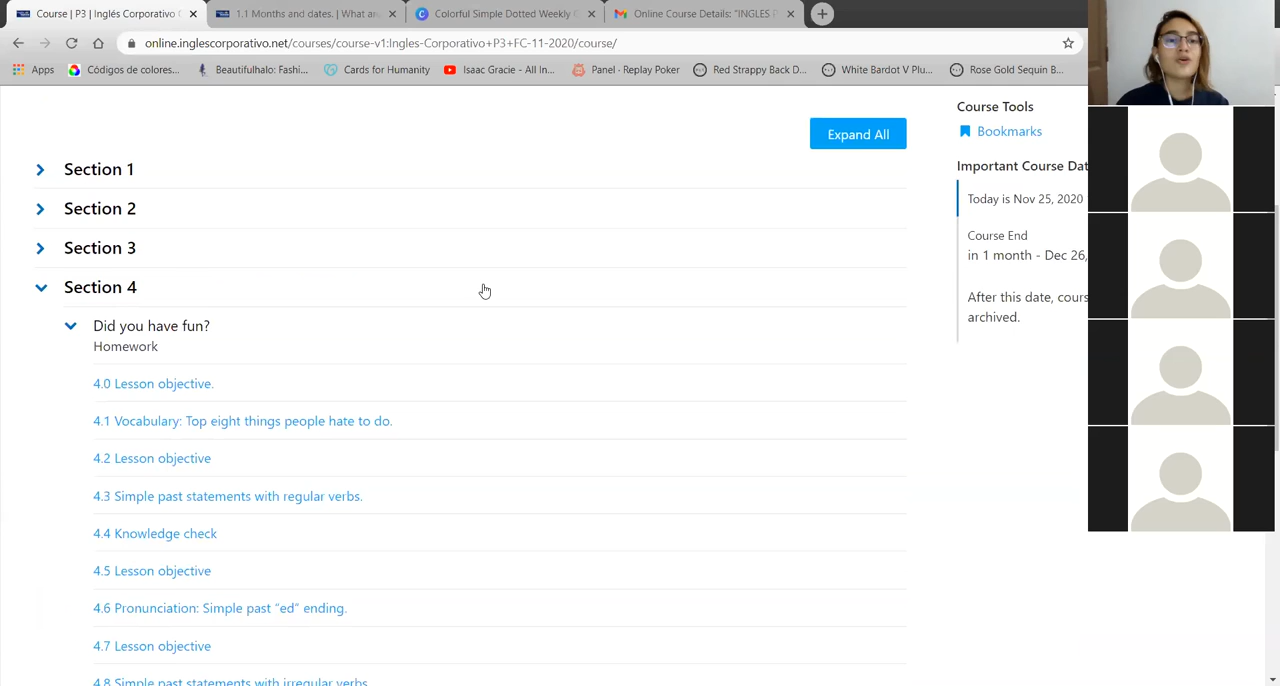 Course | P3 | Inglés Corporativo
1.1 Months and dates. | What ar
Colorful Simple Dotted Weekly
Online Course Details: "INGLES
online.inglescorporativo.net/courses/course-v1:Ingles-Corporativo+P3+FC-11-2020/course/
Apps
Códigos de colores...
Beautifulhalo: Fashi...
Cards for Humanity
Isaac Gracie - All In...
Panel · Replay Poker
Red Strappy Back D...
White Bardot V Plu...
Rose Gold Sequin B...
Expand All
Course Tools
Bookmarks
Important Course Dat
Today is Nov 25, 2020
Course End
in 1 month - Dec 26,
After this date, cours
archived.
Section 1
Section 2
Section 3
Section 4
Did you have fun?
Homework
4.0 Lesson objective.
4.1 Vocabulary: Top eight things people hate to do.
4.2 Lesson objective
4.3 Simple past statements with regular verbs.
4.4 Knowledge check
4.5 Lesson objective
4.6 Pronunciation: Simple past “ed” ending.
4.7 Lesson objective
4.8 Simple past statements with irregular verbs